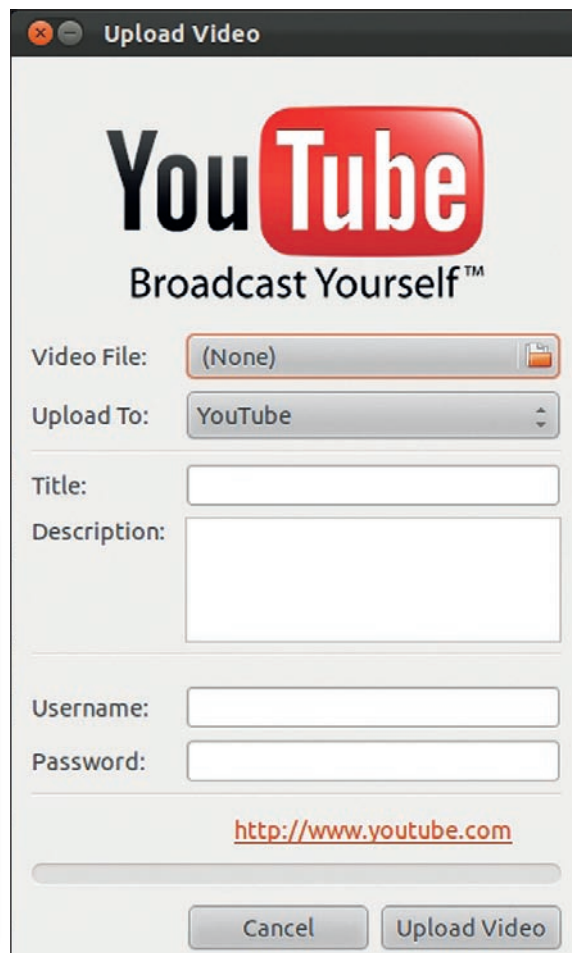 Upload Video
YouTube
Broadcast Yourself™
Video File: (None)
Upload To: YouTube
Title:
Description:
Username:
Password:
http://www.youtube.com
Cancel Upload Video